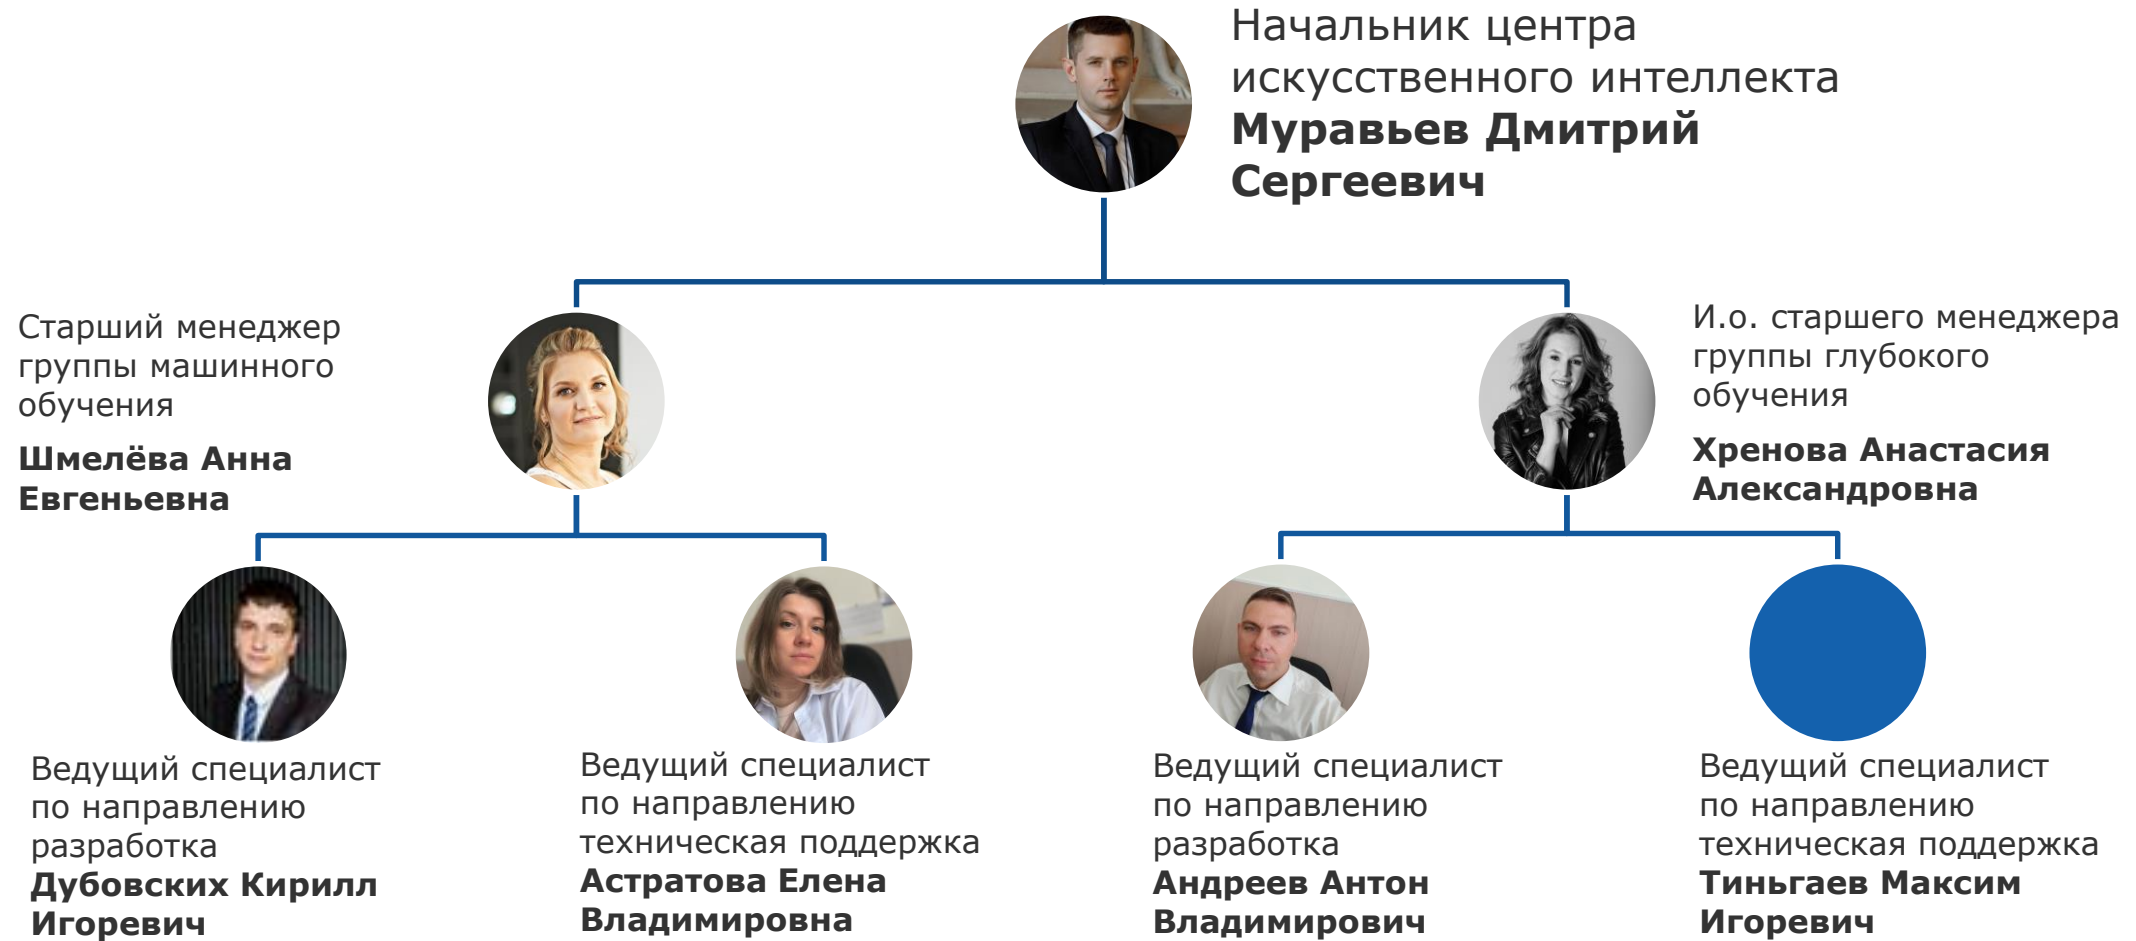 Начальник центра
искусственного интеллекта
Муравьев Дмитрий
Сергеевич
Старший менеджер
группы машинного
обучения
Шмелёва Анна
Евгеньевна
И.о. старшего менеджера
группы глубокого
обучения
Хренова Анастасия
Александровна
Ведущий специалист
по направлению
разработка
Дубовских Кирилл
Игоревич
Ведущий специалист
по направлению
техническая поддержка
Астратова Елена
Владимировна
Ведущий специалист
по направлению
разработка
Андреев Антон
Владимирович
Ведущий специалист
по направлению
техническая поддержка
Тиньгаев Максим
Игоревич